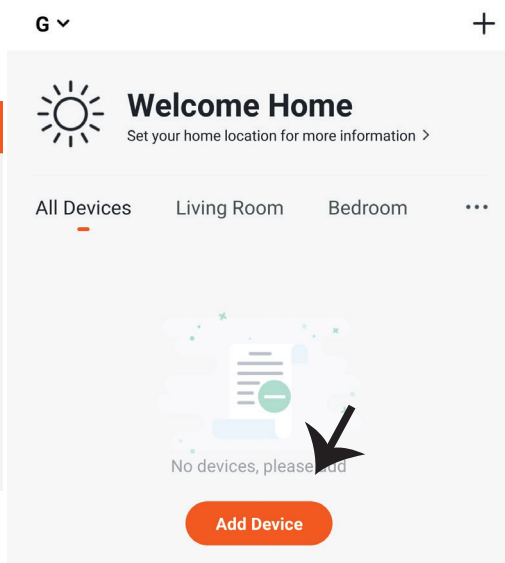 G
Welcome Home
Set your home location for more information >
All Devices Living Room Bedroom ...
No devices, please add
Add Device